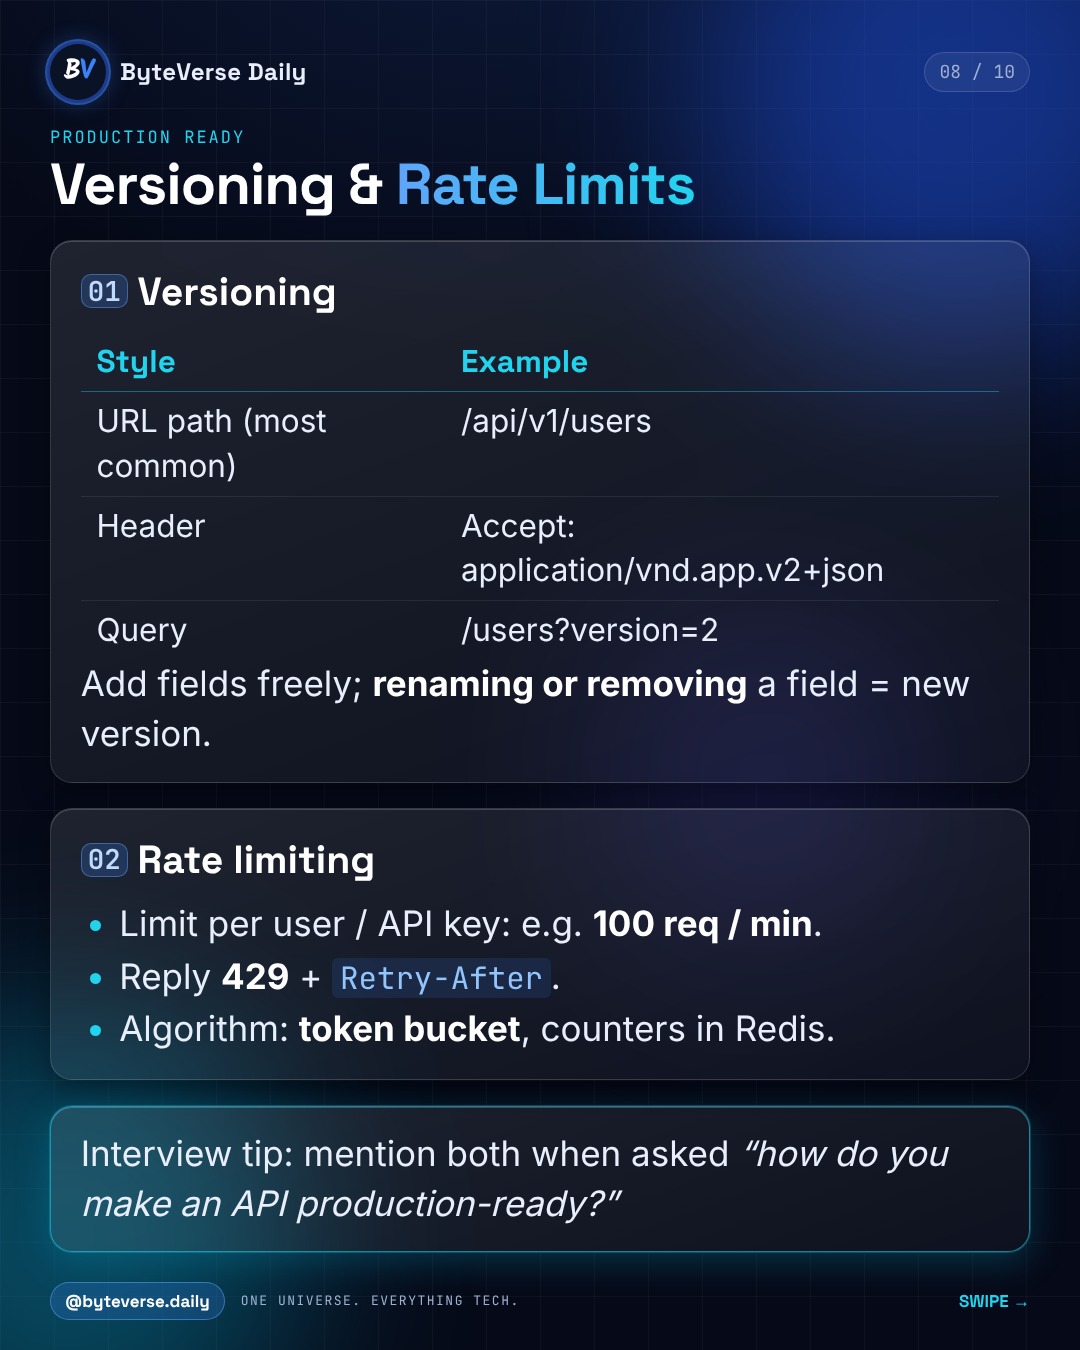 BV ByteVerse Daily
08 / 10
PRODUCTION READY
Versioning & Rate Limits
01 Versioning
Style Example
URL path (most /api/v1/users
common)
Header Accept:
application/vnd.app.v2+json
Query /users?version=2
Add fields freely; renaming or removing a field = new
version.
02 Rate limiting
• Limit per user / API key: e.g. 100 req / min.
• Reply 429 + Retry-After.
• Algorithm: token bucket, counters in Redis.
Interview tip: mention both when asked “how do you
make an API production-ready?”
@byteverse.daily ONE UNIVERSE. EVERYTHING TECH. SWIPE →